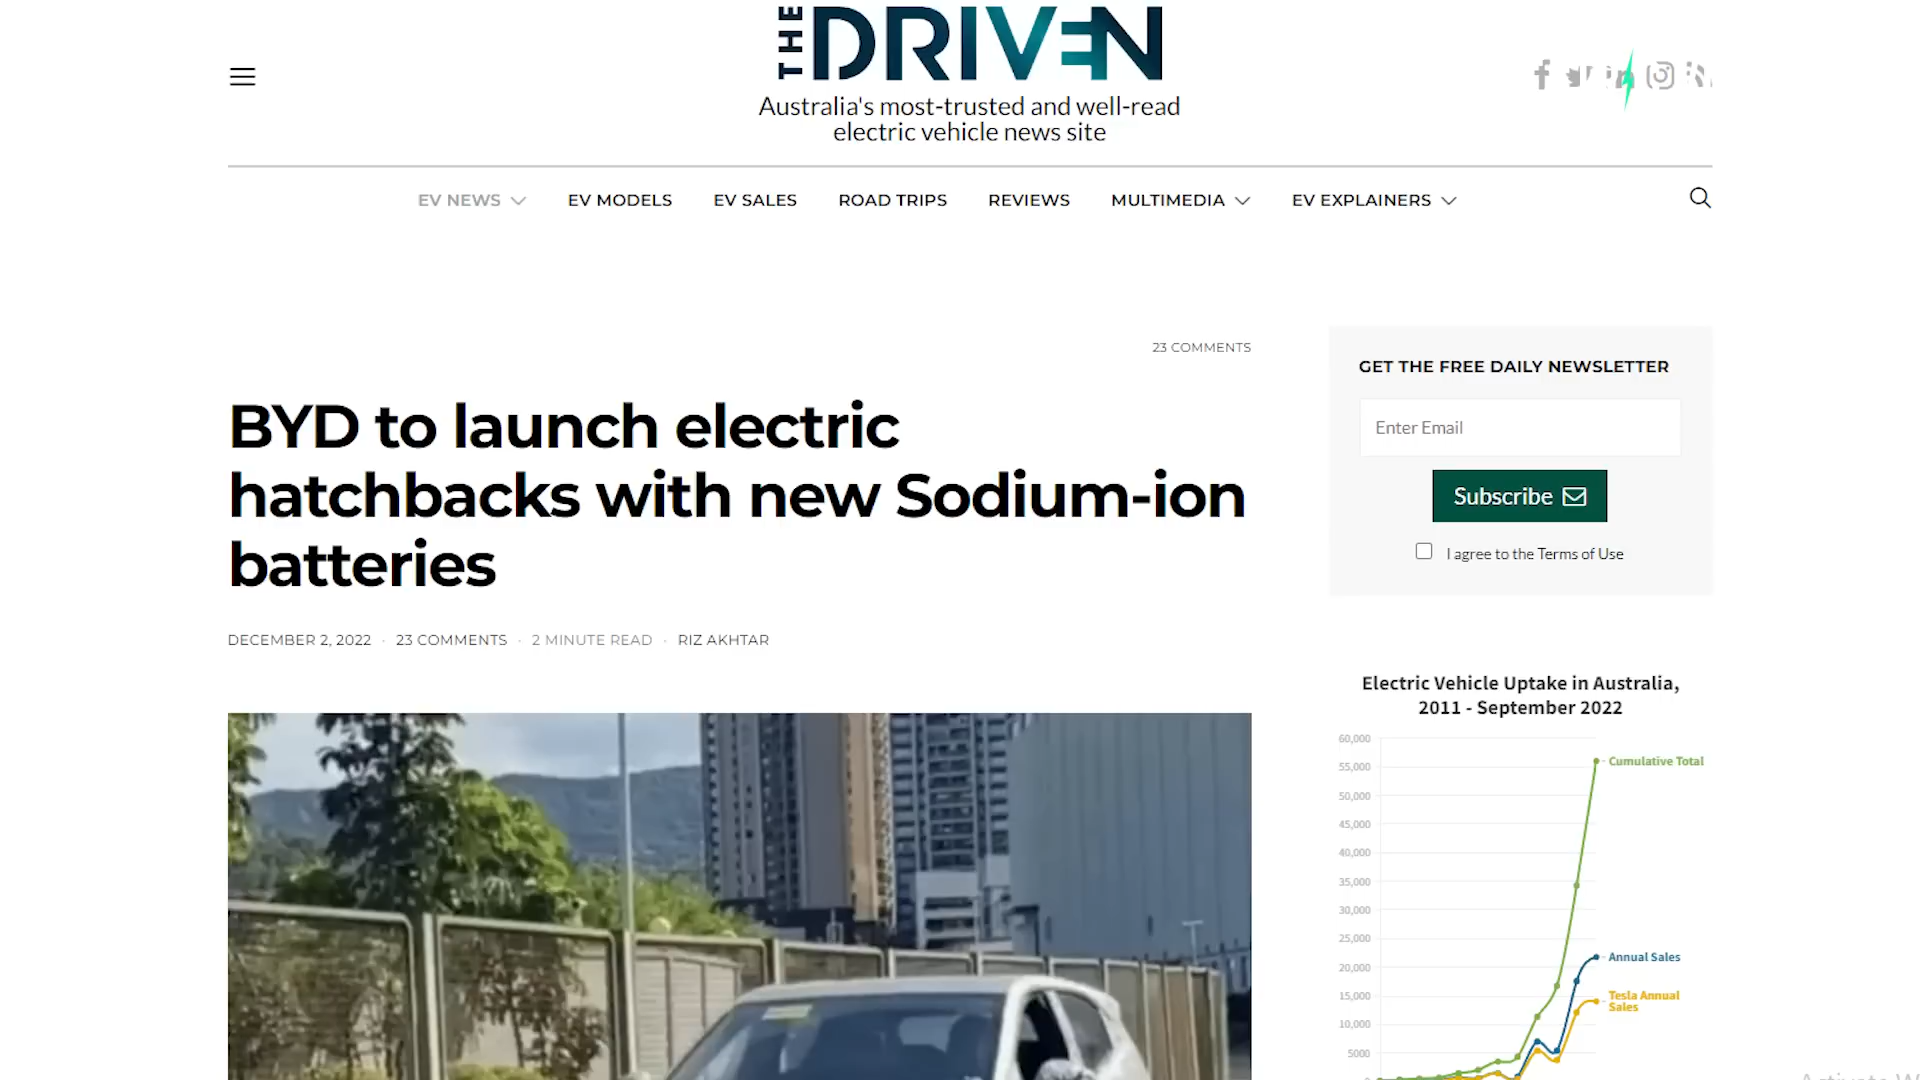 THE DRIVEN
Australia's most-trusted and well-read
electric vehicle news site
EV NEWS
EV MODELS
EV SALES
ROAD TRIPS
REVIEWS
MULTIMEDIA
EV EXPLAINERS
23 COMMENTS
BYD to launch electric
hatchbacks with new Sodium-ion
batteries
DECEMBER 2, 2022 · 23 COMMENTS · 2 MINUTE READ · RIZ AKHTAR
GET THE FREE DAILY NEWSLETTER
Enter Email
Subscribe
I agree to the Terms of Use
Electric Vehicle Uptake in Australia,
2011 - September 2022
60,000
Cumulative Total
55,000
50,000
45,000
40,000
35,000
30,000
25,000
Annual Sales
20,000
15,000
Tesla Annual
Sales
10,000
5000